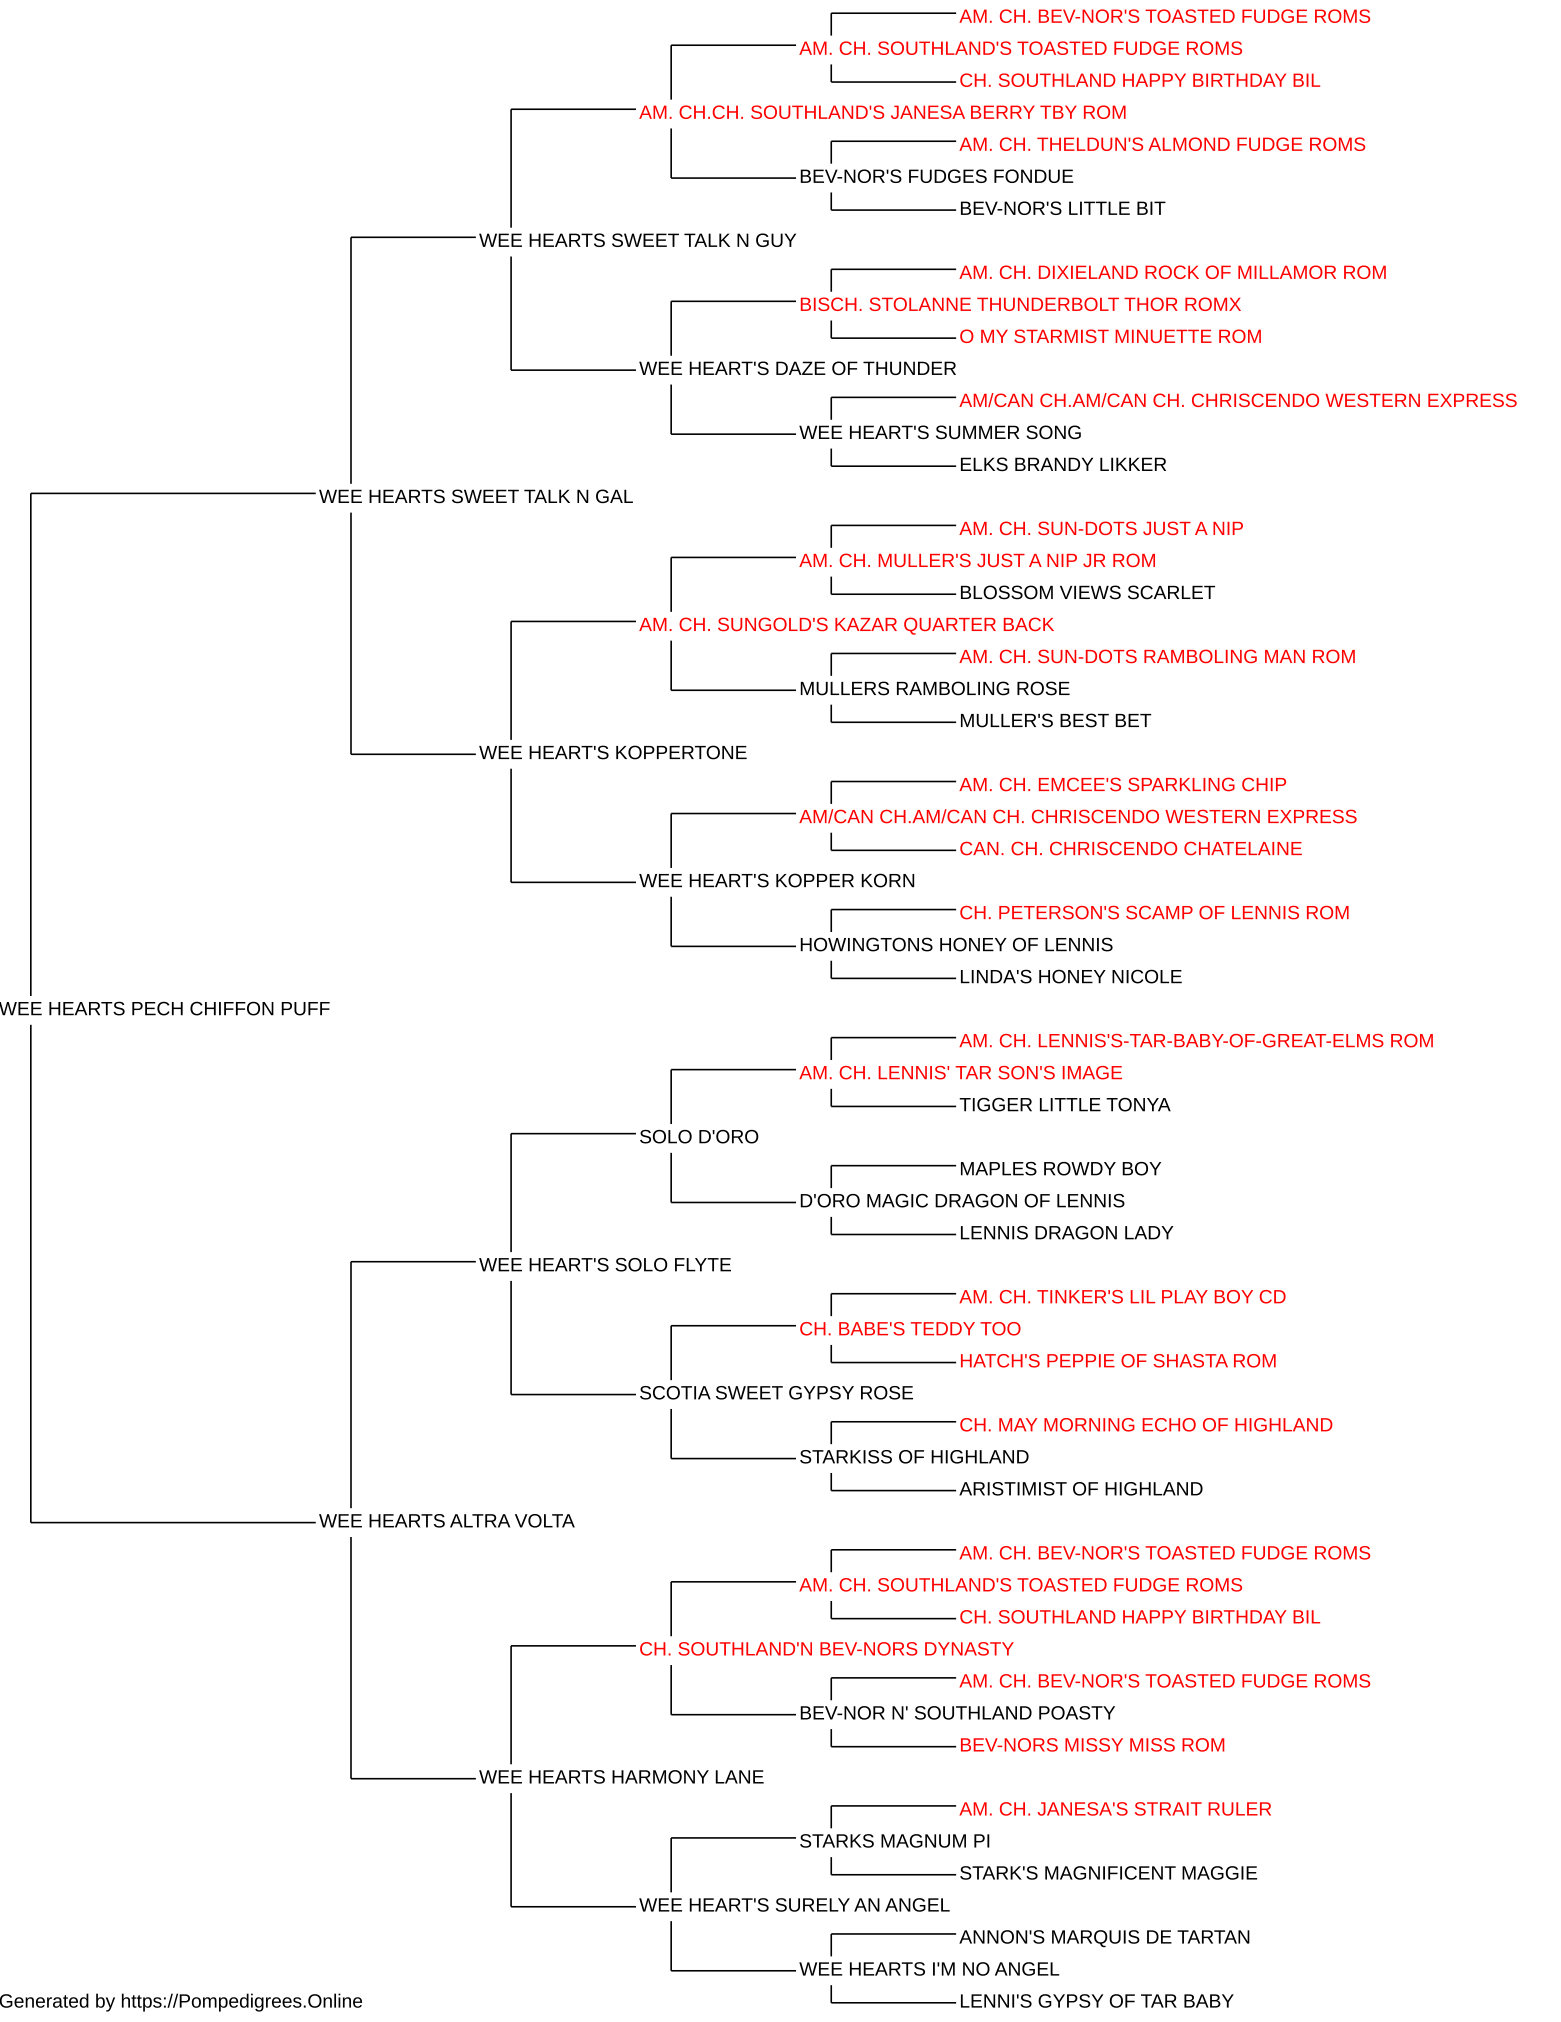 AM. CH. BEV-NOR'S TOASTED FUDGE ROMS
AM. CH. SOUTHLAND'S TOASTED FUDGE ROMS
CH. SOUTHLAND HAPPY BIRTHDAY BIL
AM. CH.CH. SOUTHLAND'S JANESA BERRY TBY ROM
AM. CH. THELDUN'S ALMOND FUDGE ROMS
BEV-NOR'S FUDGES FONDUE
BEV-NOR'S LITTLE BIT
WEE HEARTS SWEET TALK N GUY
AM. CH. DIXIELAND ROCK OF MILLAMOR ROM
BISCH. STOLANNE THUNDERBOLT THOR ROMX
O MY STARMIST MINUETTE ROM
WEE HEART'S DAZE OF THUNDER
AM/CAN CH.AM/CAN CH. CHRISCENDO WESTERN EXPRESS
WEE HEART'S SUMMER SONG
ELKS BRANDY LIKKER
WEE HEARTS SWEET TALK N GAL
AM. CH. SUN-DOTS JUST A NIP
AM. CH. MULLER'S JUST A NIP JR ROM
BLOSSOM VIEWS SCARLET
AM. CH. SUNGOLD'S KAZAR QUARTER BACK
AM. CH. SUN-DOTS RAMBOLING MAN ROM
MULLERS RAMBOLING ROSE
MULLER'S BEST BET
WEE HEART'S KOPPERTONE
AM. CH. EMCEE'S SPARKLING CHIP
AM/CAN CH.AM/CAN CH. CHRISCENDO WESTERN EXPRESS
CAN. CH. CHRISCENDO CHATELAINE
WEE HEART'S KOPPER KORN
CH. PETERSON'S SCAMP OF LENNIS ROM
HOWINGTONS HONEY OF LENNIS
LINDA'S HONEY NICOLE
WEE HEARTS PECH CHIFFON PUFF
AM. CH. LENNIS'S-TAR-BABY-OF-GREAT-ELMS ROM
AM. CH. LENNIS' TAR SON'S IMAGE
TIGGER LITTLE TONYA
SOLO D'ORO
MAPLES ROWDY BOY
D'ORO MAGIC DRAGON OF LENNIS
LENNIS DRAGON LADY
WEE HEART'S SOLO FLYTE
AM. CH. TINKER'S LIL PLAY BOY CD
CH. BABE'S TEDDY TOO
HATCH'S PEPPIE OF SHASTA ROM
SCOTIA SWEET GYPSY ROSE
CH. MAY MORNING ECHO OF HIGHLAND
STARKISS OF HIGHLAND
ARISTIMIST OF HIGHLAND
WEE HEARTS ALTRA VOLTA
AM. CH. BEV-NOR'S TOASTED FUDGE ROMS
AM. CH. SOUTHLAND'S TOASTED FUDGE ROMS
CH. SOUTHLAND HAPPY BIRTHDAY BIL
CH. SOUTHLAND'N BEV-NORS DYNASTY
AM. CH. BEV-NOR'S TOASTED FUDGE ROMS
BEV-NOR N' SOUTHLAND POASTY
BEV-NORS MISSY MISS ROM
WEE HEARTS HARMONY LANE
AM. CH. JANESA'S STRAIT RULER
STARKS MAGNUM PI
STARK'S MAGNIFICENT MAGGIE
WEE HEART'S SURELY AN ANGEL
ANNON'S MARQUIS DE TARTAN
WEE HEARTS I'M NO ANGEL
LENNI'S GYPSY OF TAR BABY
Generated by https://Pompedigrees.Online